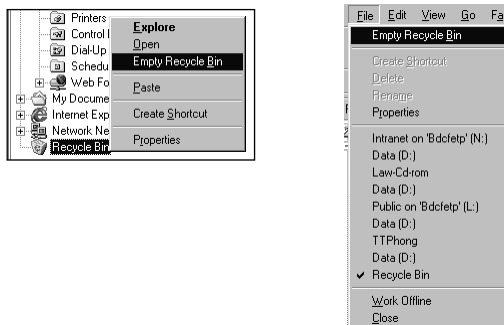 Printers
Control
Dial-Up
Schedu
Web Fo
My Docume
Internet Exp
Network Ne
Recycle Bin
Explore
Open
Empty Recycle Bin
Paste
Create Shortcut
Properties
File Edit View Go Fa
Empty Recycle Bin
Create Shortcut
Delete
Rename
Properties
Intranet on 'Bdcfetp' (N:)
Data (D:)
Law-Cd-rom
Data (D:)
Public on 'Bdcfetp' (L:)
Data (D:)
TTPhong
Data (D:)
Recycle Bin
Work Offline
Close